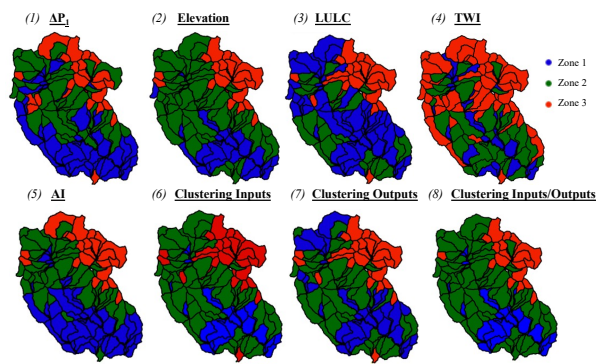 (1) ΔP1
(2) Elevation
(3) LULC
(4) TWI
Zone 1
Zone 2
Zone 3
(5) AI
(6) Clustering Inputs
(7) Clustering Outputs
(8) Clustering Inputs/Outputs